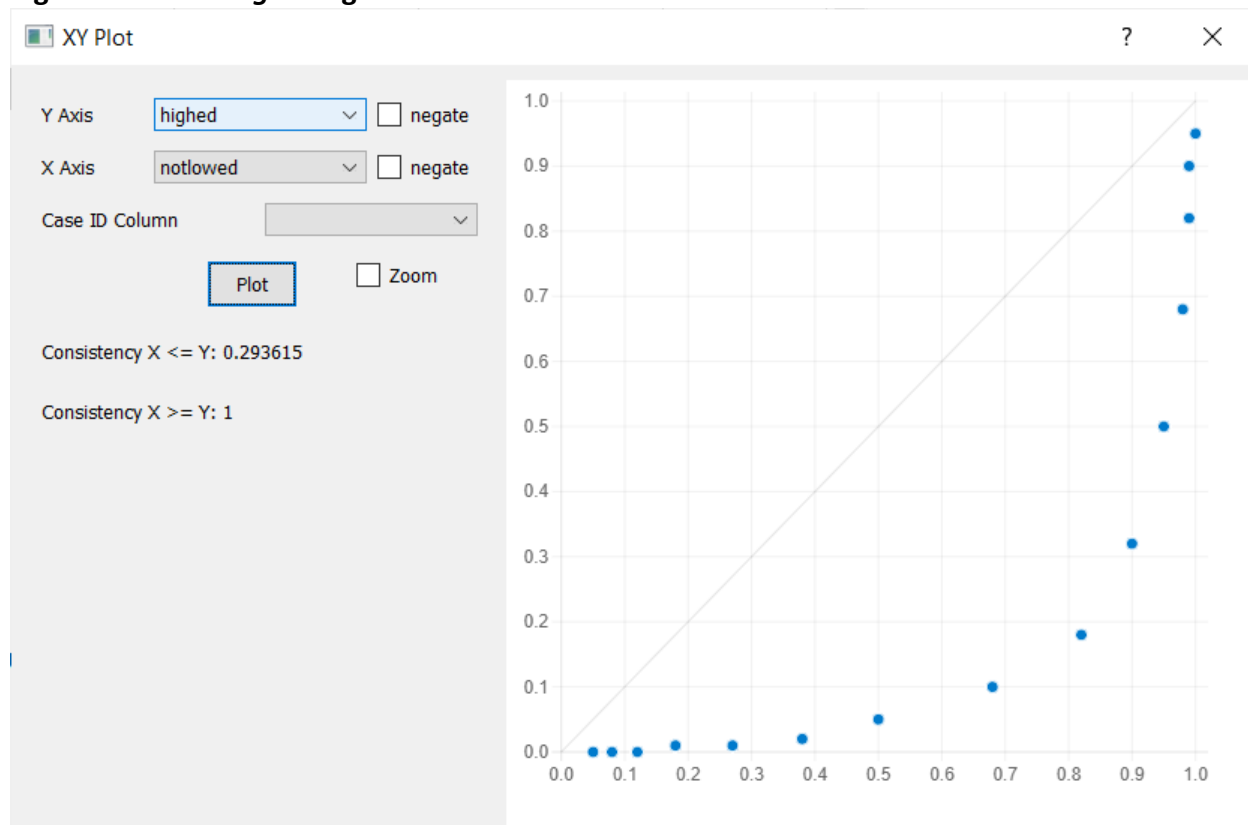 XY Plot
?
Y Axis
highed
negate
X Axis
notlowed
negate
Case ID Column
Plot
Zoom
Consistency X <= Y: 0.293615
Consistency X >= Y: 1
1.0
0.9
0.8
0.7
0.6
0.5
0.4
0.3
0.2
0.1
0.0
0.0 0.1 0.2 0.3 0.4 0.5 0.6 0.7 0.8 0.9 1.0